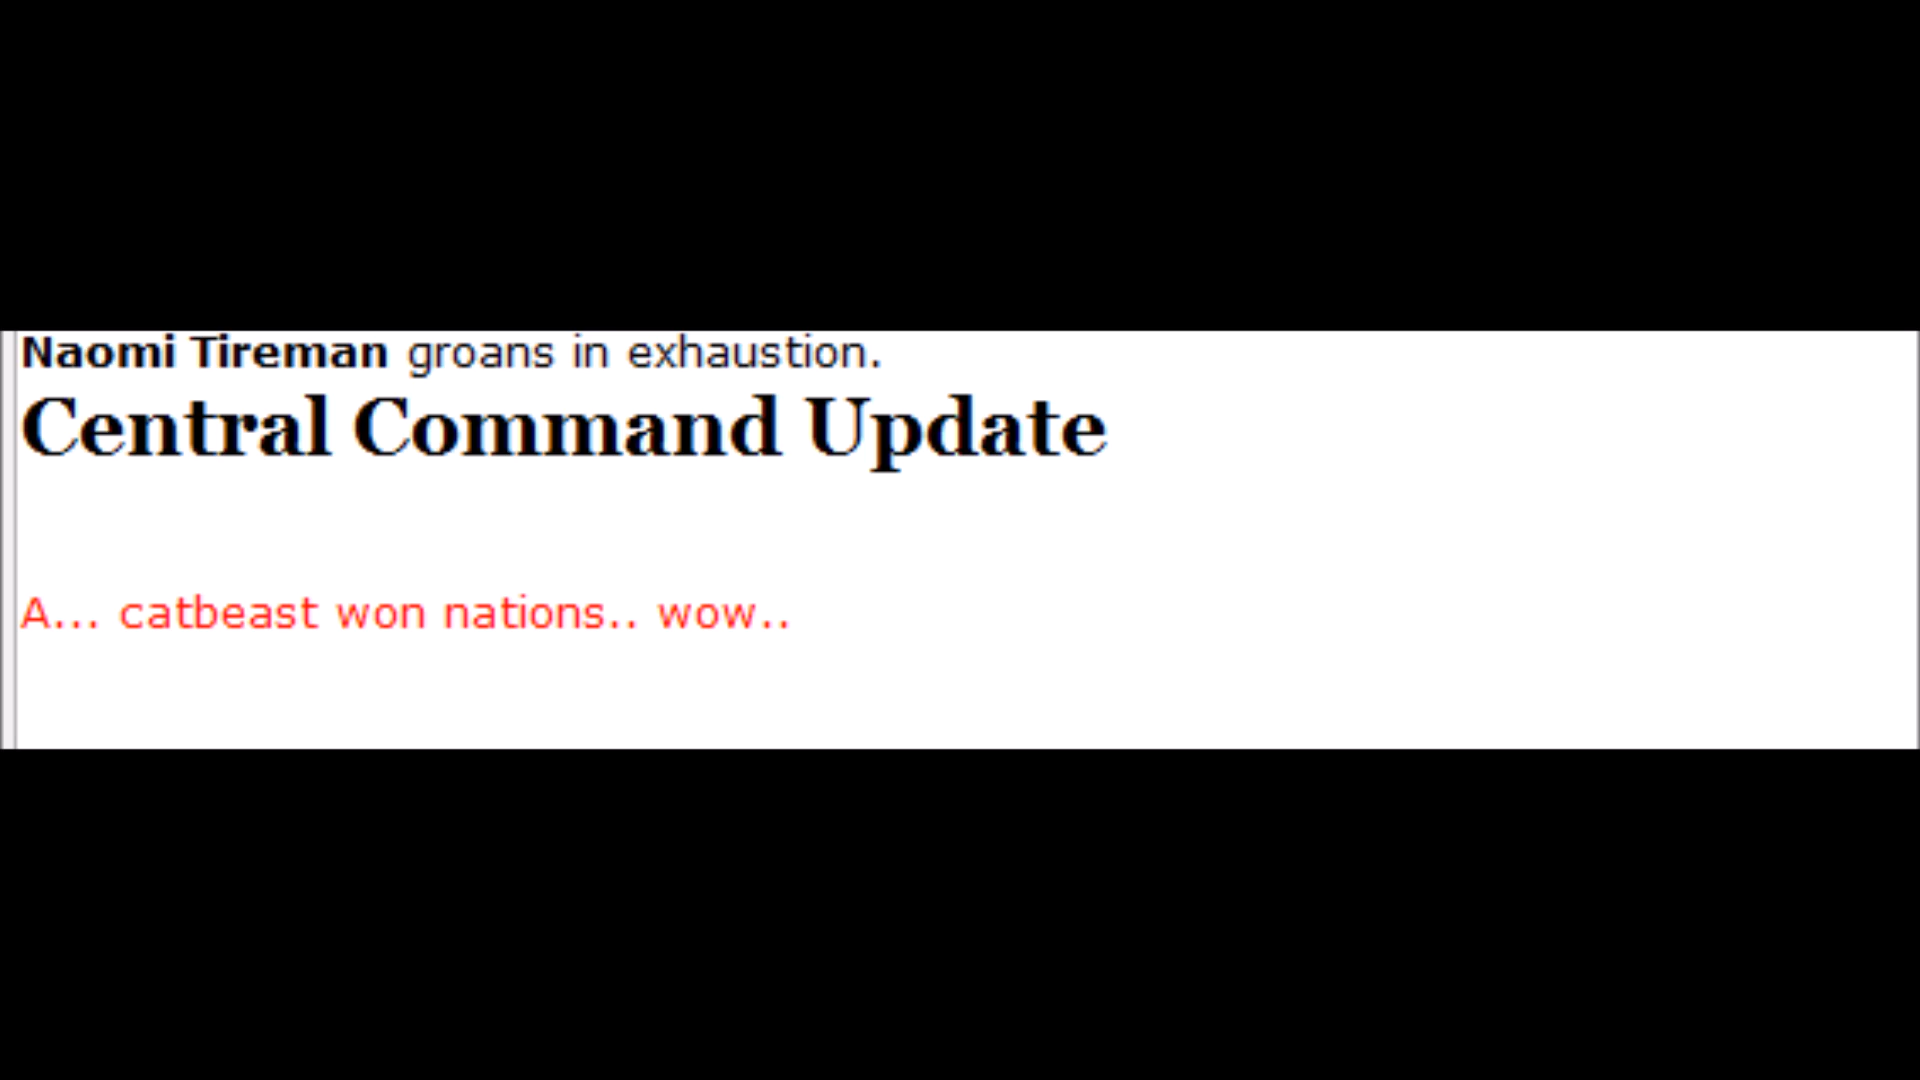 Naomi Tireman groans in exhaustion.
Central Command Update
A... catbeast won nations.. wow..